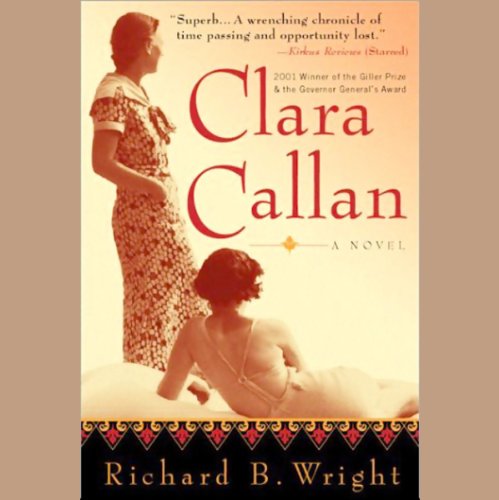 "Superb... A wrenching chronicle of
time passing and opportunity lost."
—Kirkus Reviews (Starred)
2001 Winner of the Giller Prize
& the Governor General's Award
Clara
Callan
A NOVEL
Richard B. Wright